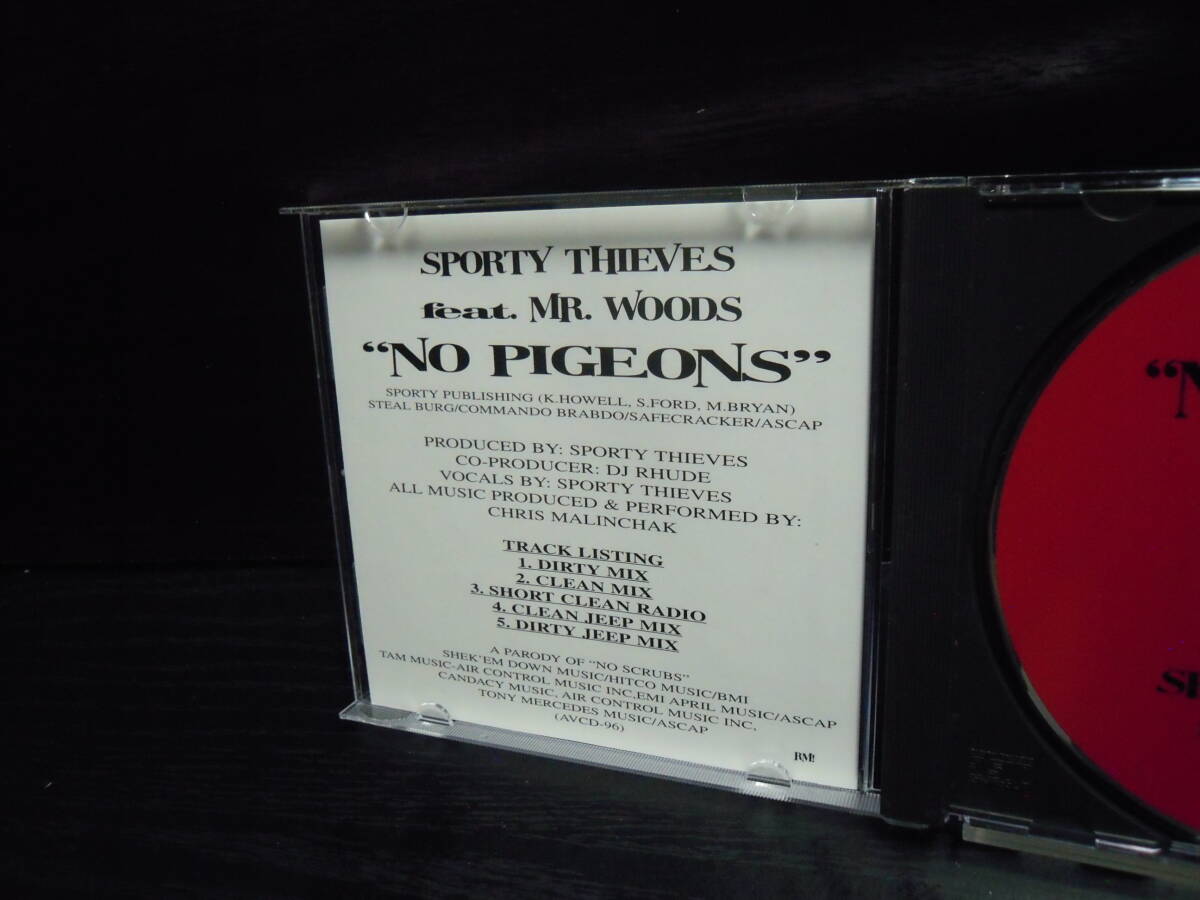 SPORTY THIEVES
feat. MR. WOODS
“NO PIGEONS”
SPORTY PUBLISHING (K.HOWELL, S.FORD, M.BRYAN)
STEAL BURG/COMMANDO BRABDO/SAFECRACKER/ASCAP
PRODUCED BY: SPORTY THIEVES
CO-PRODUCER: DJ RHUDE
VOCALS BY: SPORTY THIEVES
ALL MUSIC PRODUCED & PERFORMED BY:
CHRIS MALINCHAK
TRACK LISTING
1. DIRTY MIX
2. CLEAN MIX
3. SHORT CLEAN RADIO
4. CLEAN JEEP MIX
5. DIRTY JEEP MIX
A PARODY OF “NO SCRUBS”
SHEK'EM DOWN MUSIC/HITCO MUSIC/BMI
TAM MUSIC-AIR CONTROL MUSIC INC,EMI APRIL MUSIC/ASCAP
CANDACY MUSIC, AIR CONTROL MUSIC INC,
TONY MERCEDES MUSIC/ASCAP
(AVCD-96)
RM!